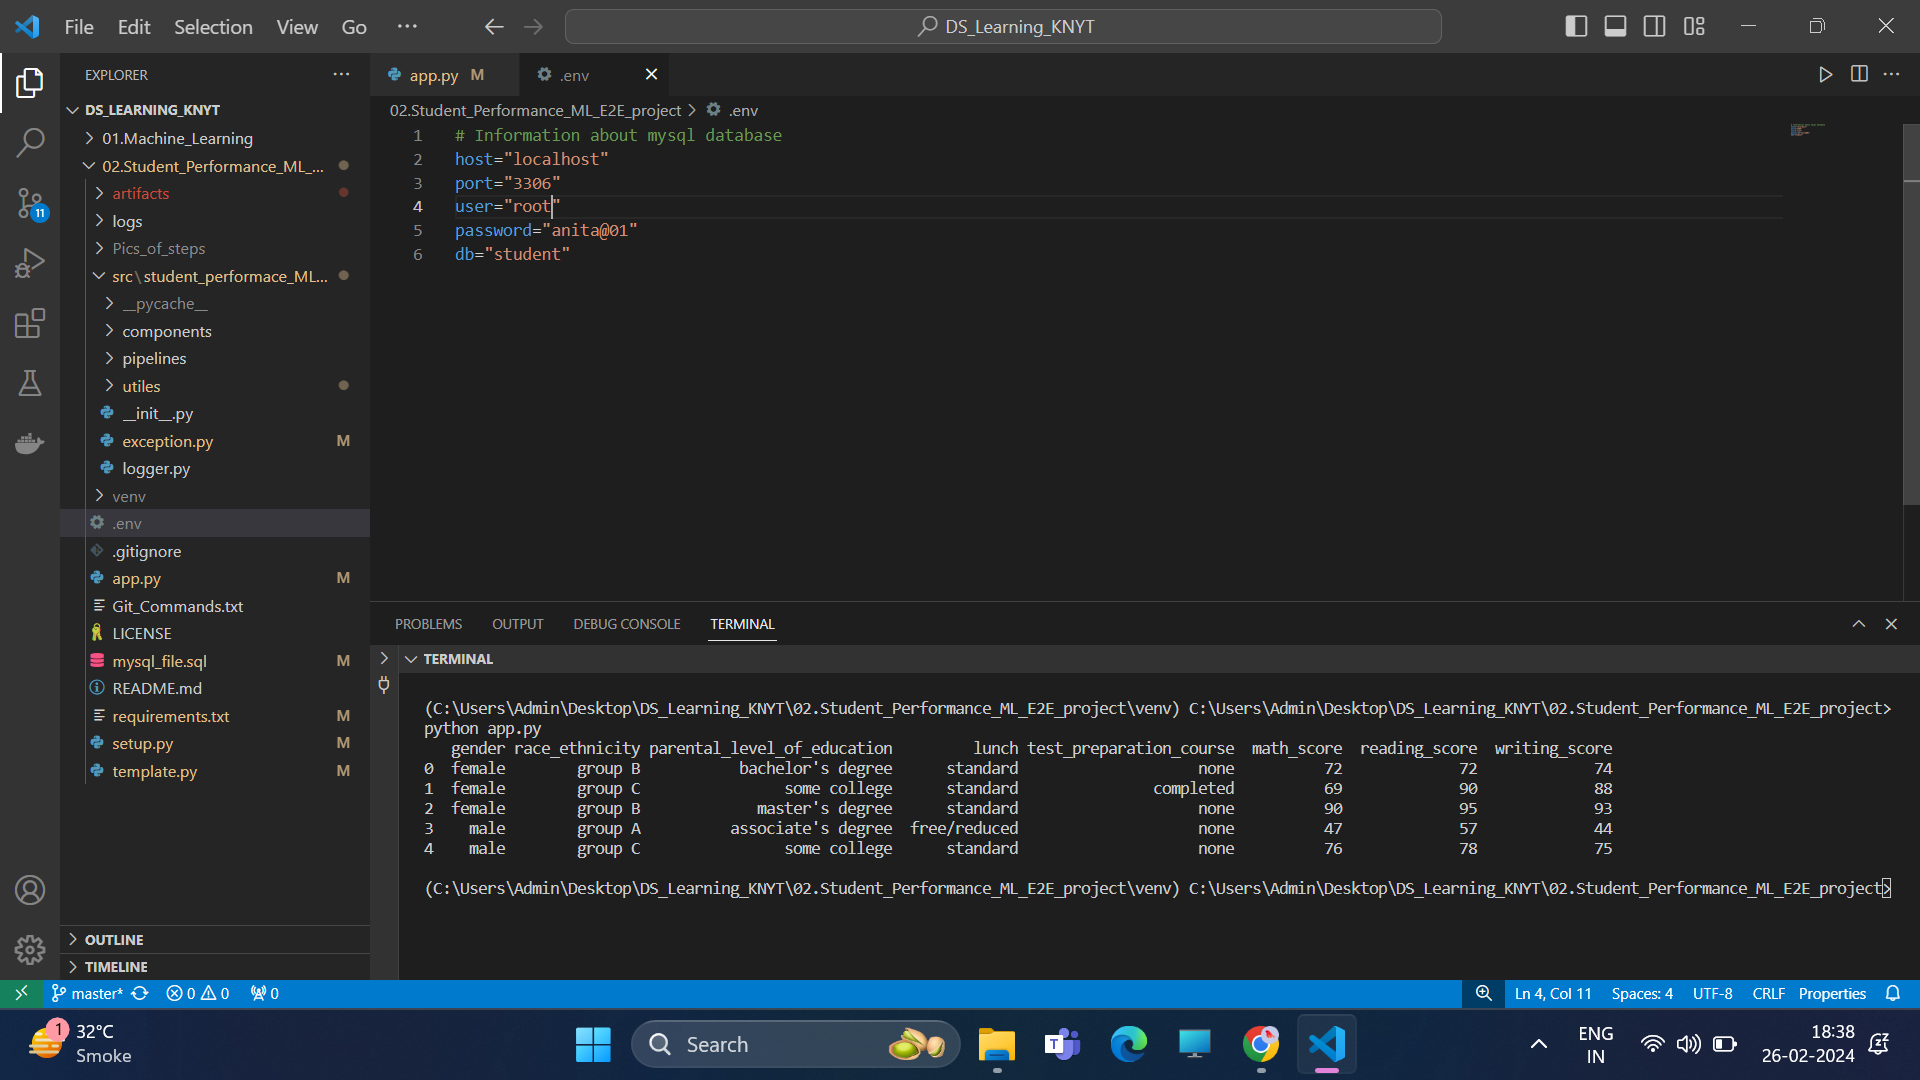 File Edit Selection View Go ··· DS_Learning_KNYT
EXPLORER ···
DS_LEARNING_KNYT
01.Machine_Learning
02.Student_Performance_ML_...
artifacts
logs
Pics_of_steps
src\student_performace_ML...
__pycache__
components
pipelines
utiles
__init__.py
exception.py M
logger.py
venv
.env
.gitignore
app.py M
Git_Commands.txt
LICENSE
mysql_file.sql M
README.md
requirements.txt M
setup.py M
template.py M
OUTLINE
TIMELINE
11
app.py M .env
02.Student_Performance_ML_E2E_project > .env
1 # Information about mysql database
2 host="localhost"
3 port="3306"
4 user="root"
5 password="anita@01"
6 db="student"
PROBLEMS OUTPUT DEBUG CONSOLE TERMINAL
TERMINAL
(C:\Users\Admin\Desktop\DS_Learning_KNYT\02.Student_Performance_ML_E2E_project\venv) C:\Users\Admin\Desktop\DS_Learning_KNYT\02.Student_Performance_ML_E2E_project>
python app.py
gender race_ethnicity parental_level_of_education lunch test_preparation_course math_score reading_score writing_score
0 female group B bachelor's degree standard none 72 72 74
1 female group C some college standard completed 69 90 88
2 female group B master's degree standard none 90 95 93
3 male group A associate's degree free/reduced none 47 57 44
4 male group C some college standard none 76 78 75
(C:\Users\Admin\Desktop\DS_Learning_KNYT\02.Student_Performance_ML_E2E_project\venv) C:\Users\Admin\Desktop\DS_Learning_KNYT\02.Student_Performance_ML_E2E_project>
master* 0 0 0 Ln 4, Col 11 Spaces: 4 UTF-8 CRLF Properties
1 32°C
Smoke
Search
ENG
IN
18:38
26-02-2024